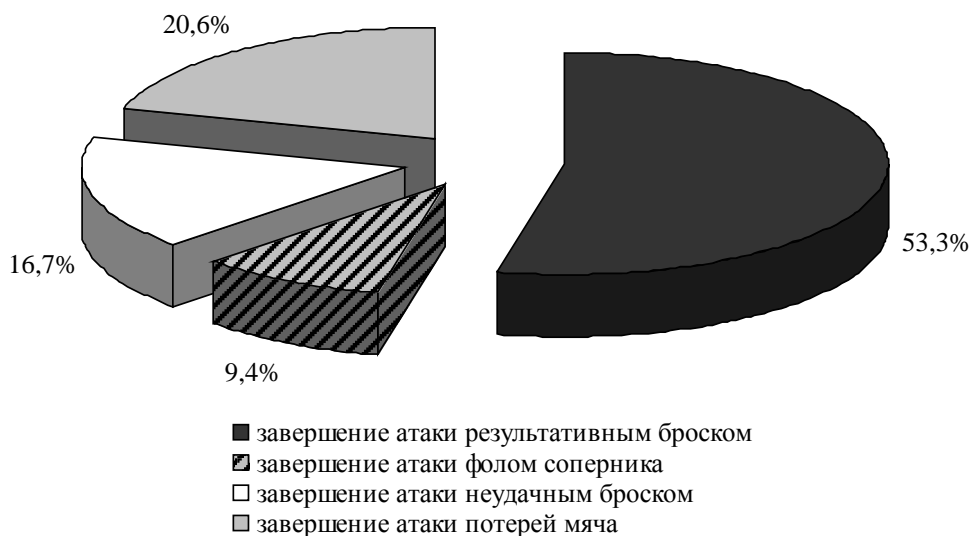 20,6%
53,3%
16,7%
9,4%
завершение атаки результативным броском
завершение атаки фолом соперника
завершение атаки неудачным броском
завершение атаки потерей мяча